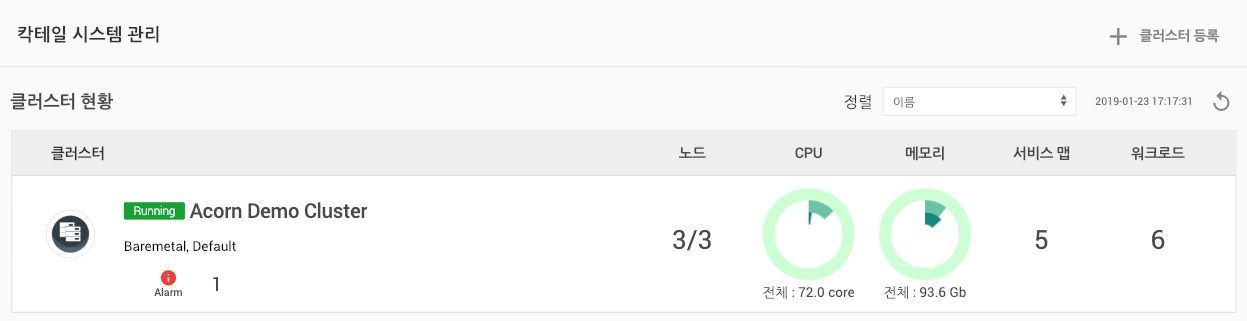 칵테일 시스템 관리
클러스터 등록
클러스터 현황
정렬 이름 2019-01-23 17:17:31
클러스터 노드 CPU 메모리 서비스 맵 워크로드
Running Acorn Demo Cluster
Baremetal, Default
3/3 5 6
Alarm 1
전체 : 72.0 core 전체 : 93.6 Gb